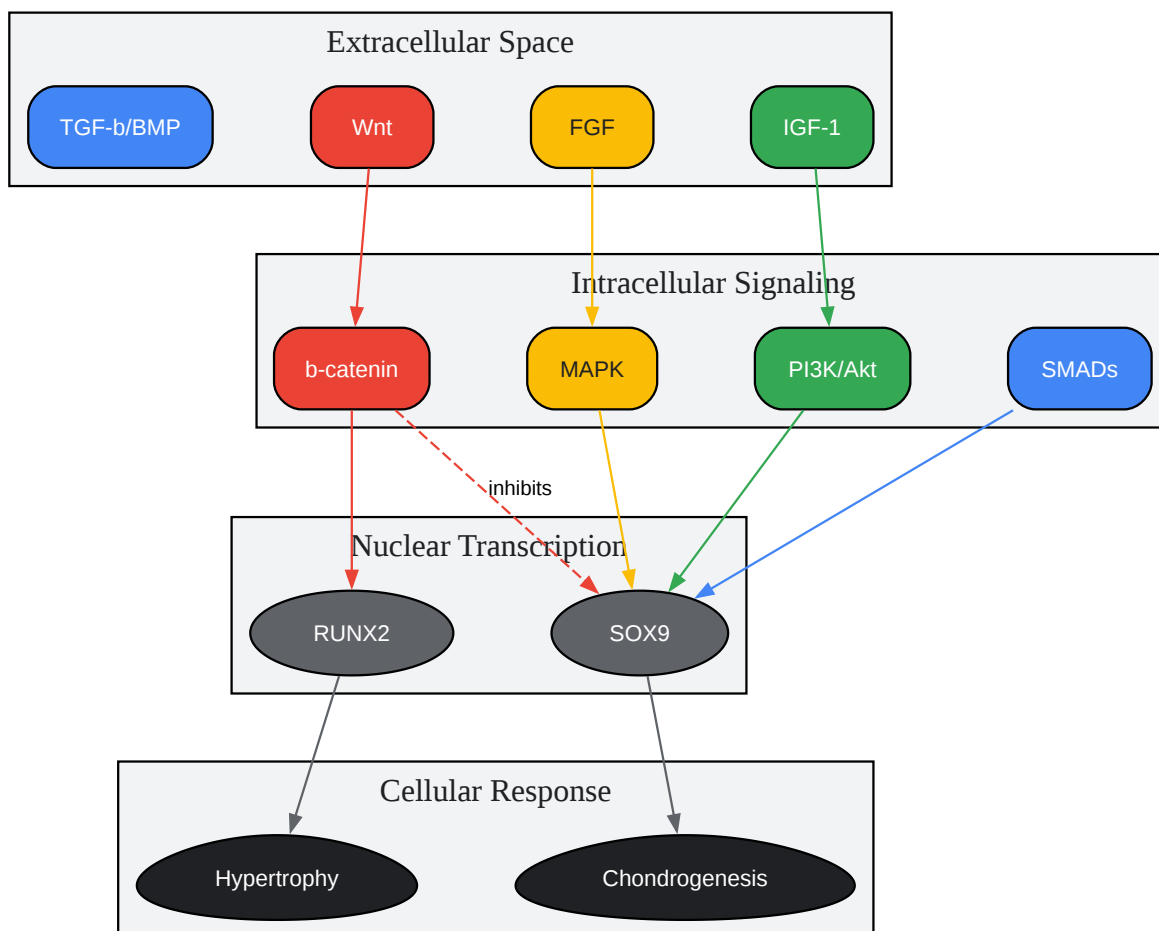 Extracellular Space
TGF-b/BMP
Wnt
FGF
IGF-1
Intracellular Signaling
b-catenin
MAPK
PI3K/Akt
SMADs
inhibits
Nuclear Transcription
RUNX2
SOX9
Cellular Response
Hypertrophy
Chondrogenesis